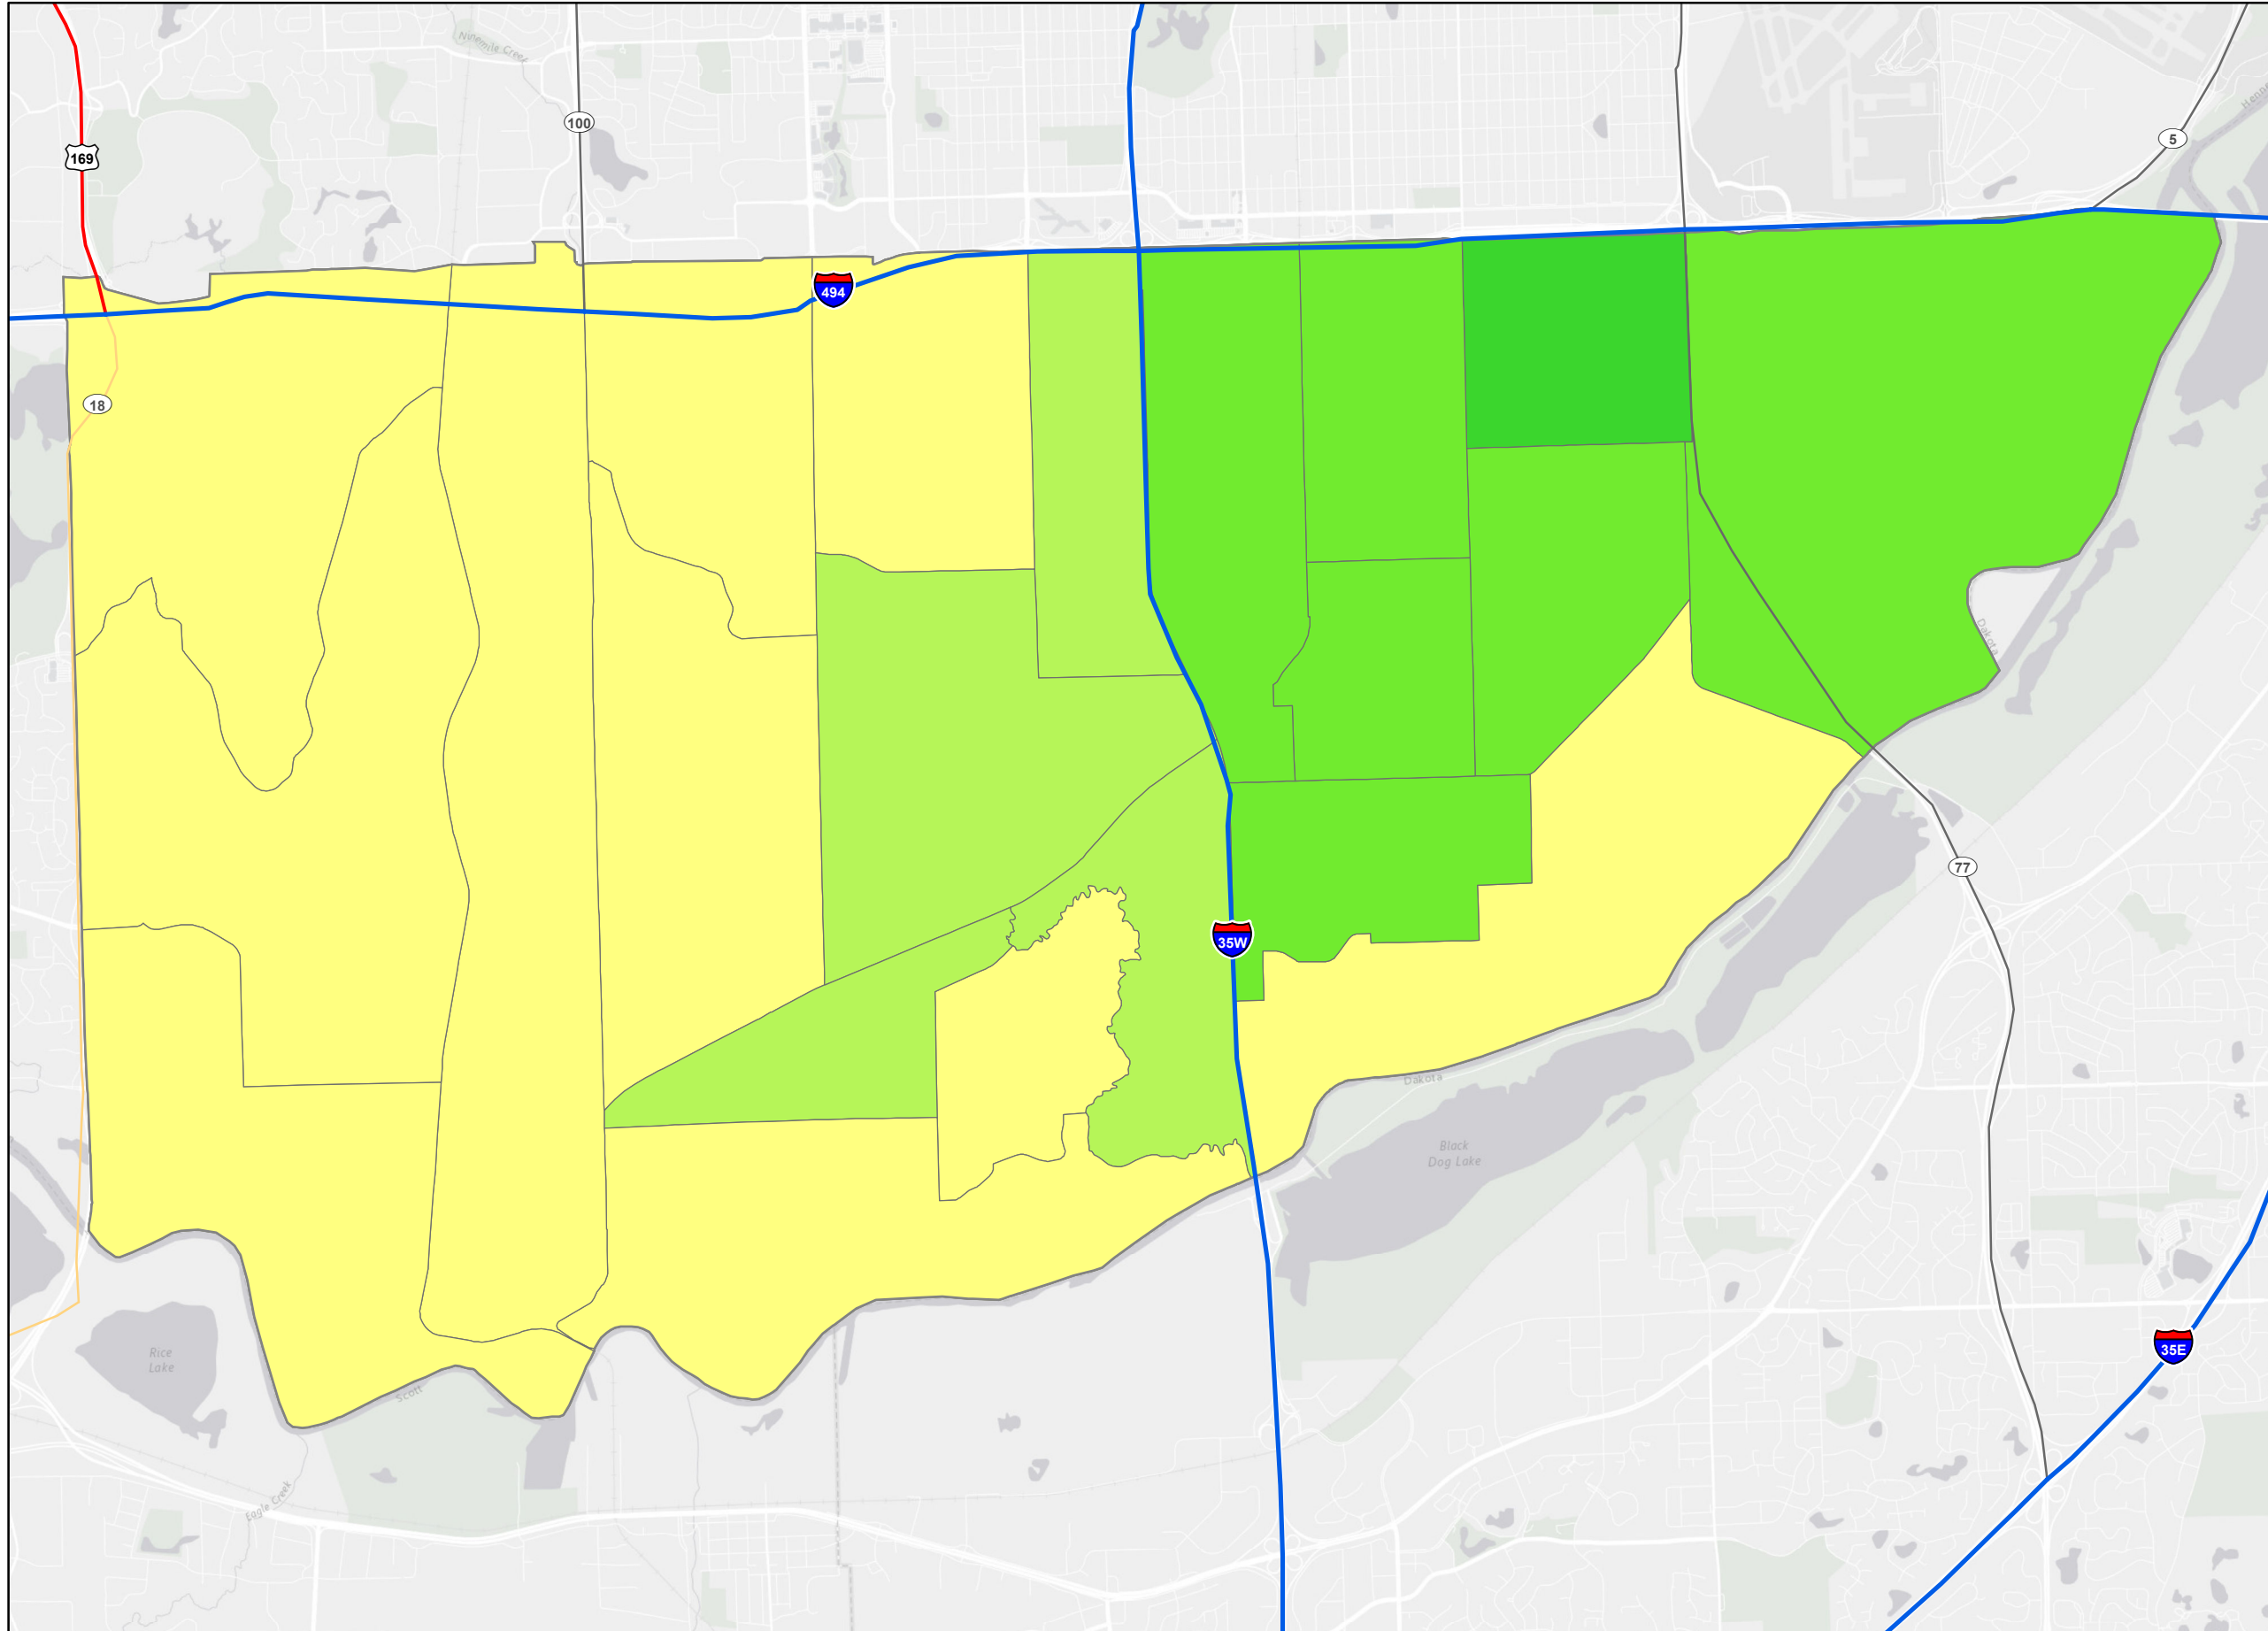 Ninemile Creek
100
5
169
494
18
Dakota
77
35W
Dakota
Black
Dog Lake
35E
Rice
Lake
Scott
Eagle Creek